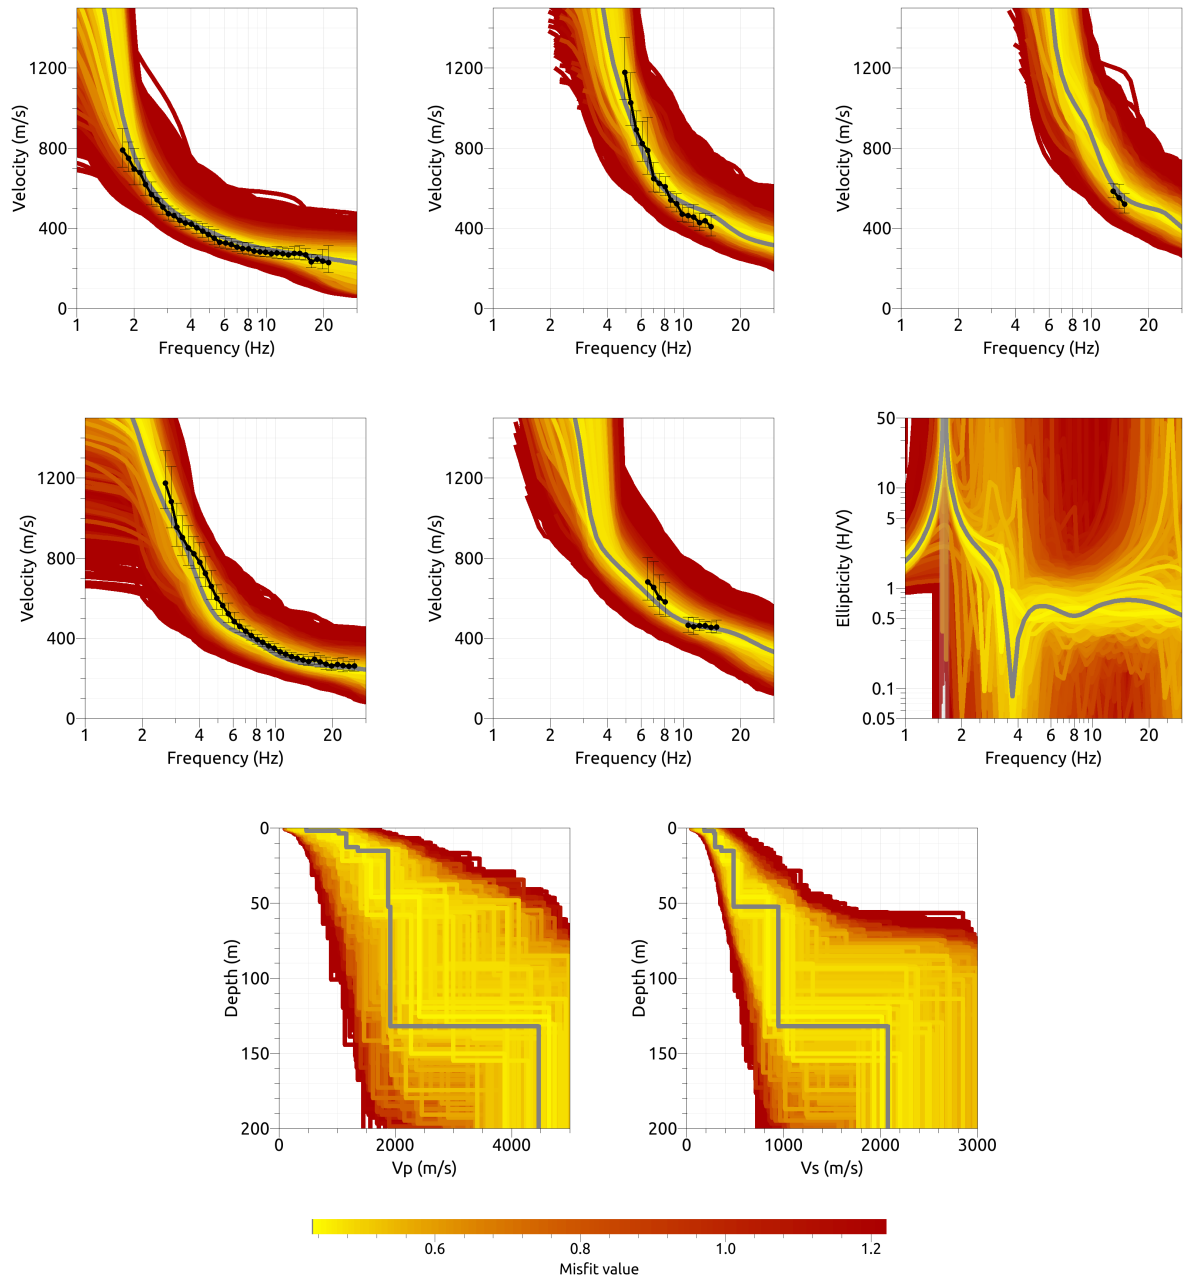 1200
800
400
0
Velocity (m/s)
1 2 4 6 8 10 20
Frequency (Hz)
1200
800
400
0
Velocity (m/s)
1 2 4 6 8 10 20
Frequency (Hz)
1200
800
400
0
Velocity (m/s)
1 2 4 6 8 10 20
Frequency (Hz)
1200
800
400
0
Velocity (m/s)
1 2 4 6 8 10 20
Frequency (Hz)
1200
800
400
0
Velocity (m/s)
1 2 4 6 8 10 20
Frequency (Hz)
50
10
5
1
0.5
0.1
0.05
Ellipticity (H/V)
1 2 4 6 8 10 20
Frequency (Hz)
0
50
100
150
200
Depth (m)
0 2000 4000
Vp (m/s)
0
50
100
150
200
Depth (m)
0 1000 2000 3000
Vs (m/s)
0.6 0.8 1.0 1.2
Misfit value